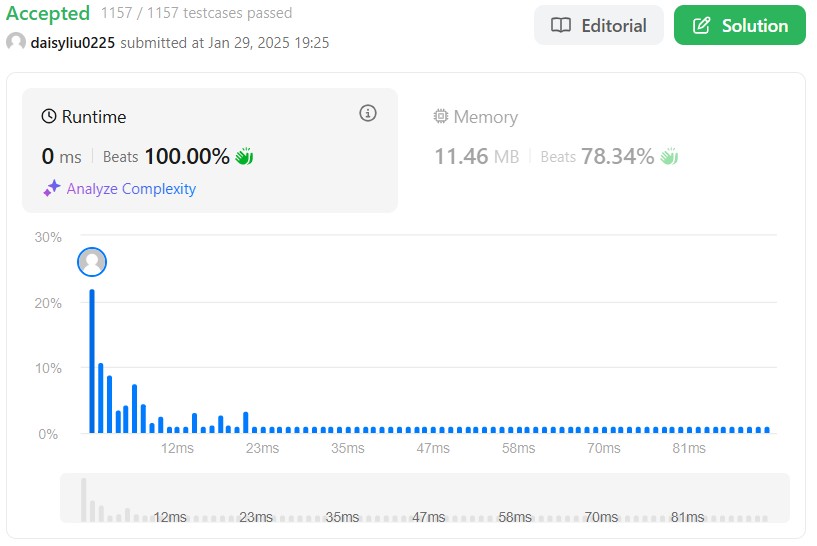 Accepted 1157 / 1157 testcases passed
daisyliu0225 submitted at Jan 29, 2025 19:25
Editorial
Solution
Runtime
0 ms Beats 100.00%
Analyze Complexity
Memory
11.46 MB Beats 78.34%
30%
20%
10%
0%
12ms 23ms 35ms 47ms 58ms 70ms 81ms
12ms 23ms 35ms 47ms 58ms 70ms 81ms